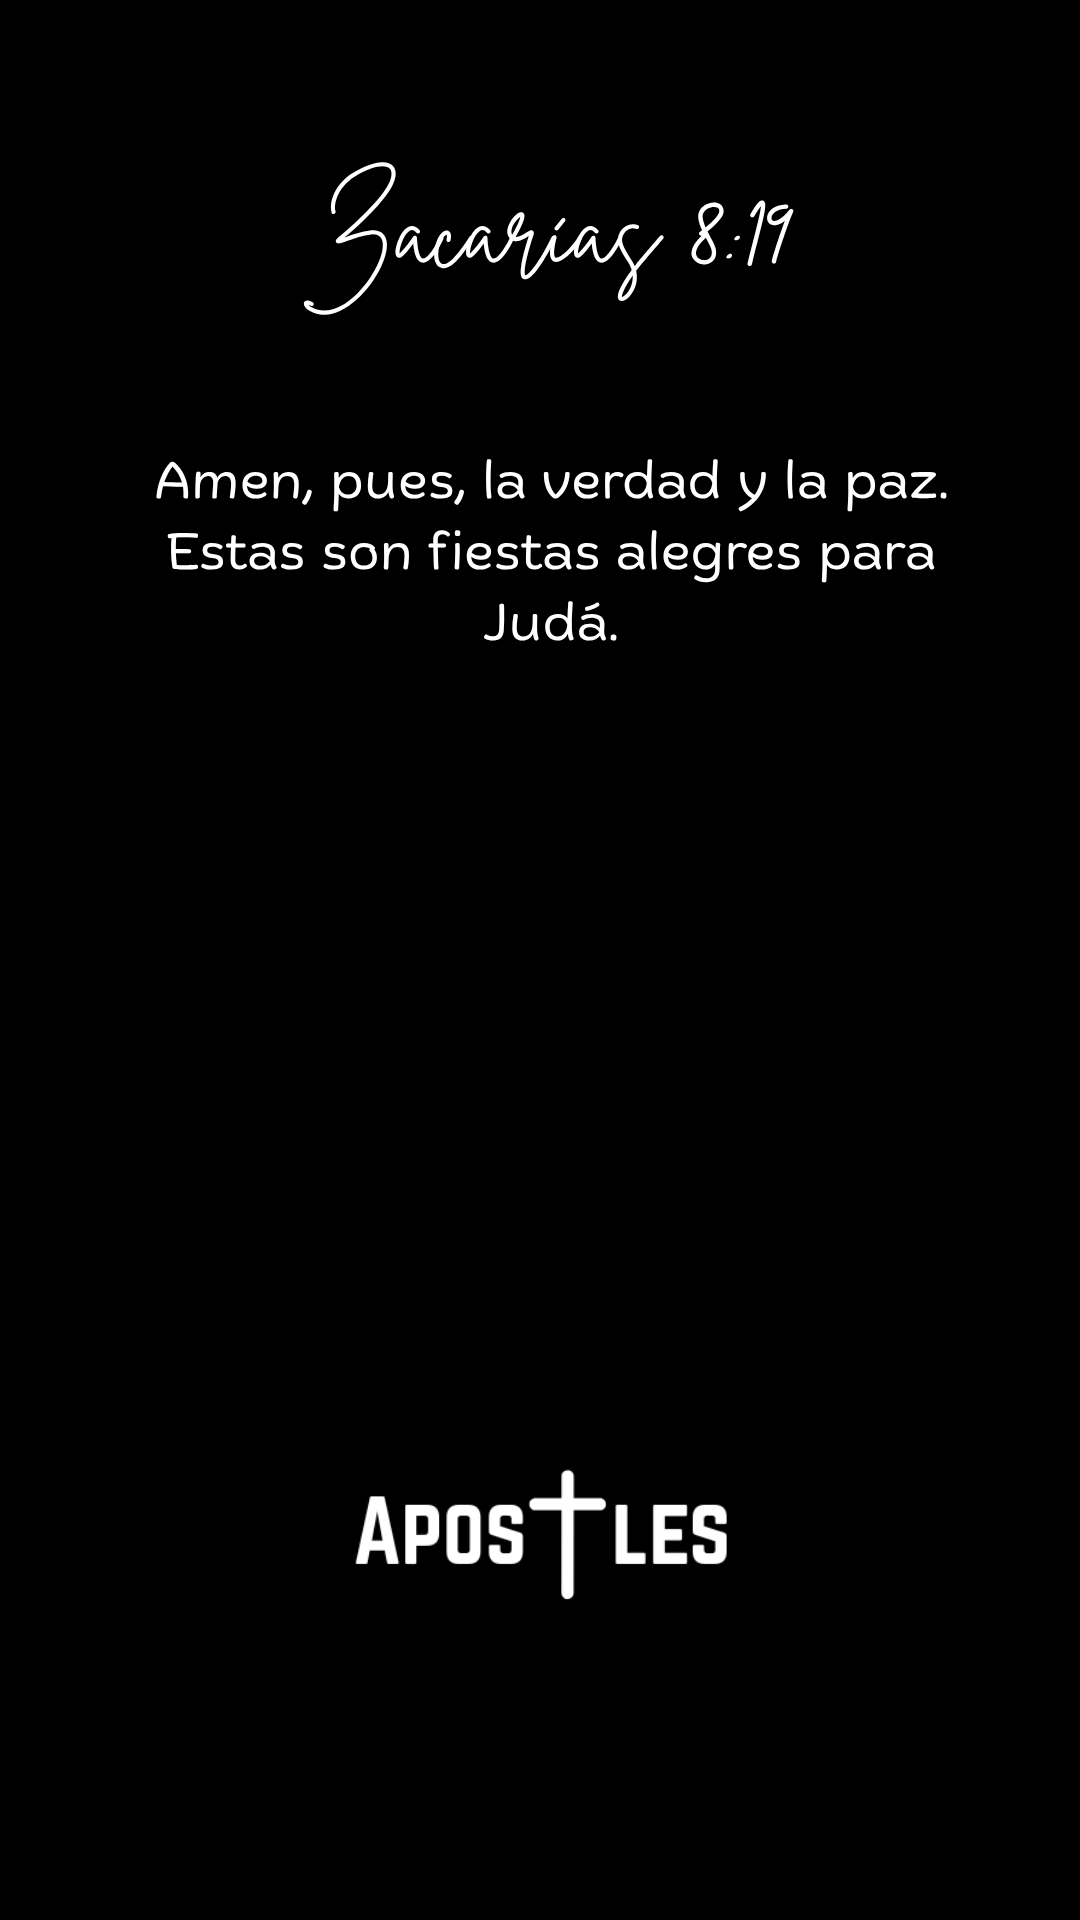 Zacarías 8:19
Amen, pues, la verdad y la paz.
Estas son fiestas alegres para
Judá.
APOSTLES